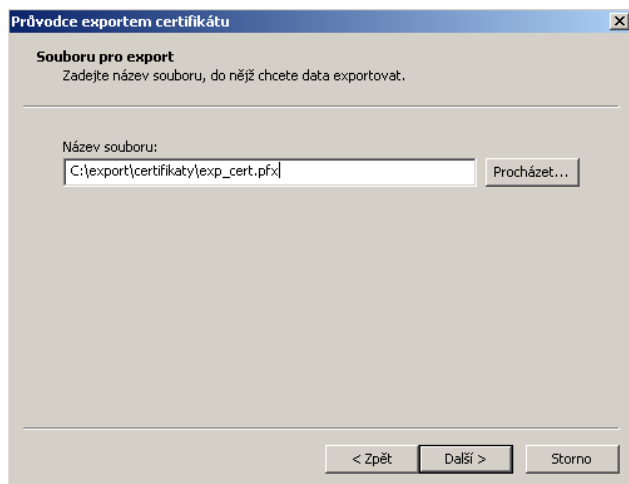 Průvodce exportem certifikátu
Souboru pro export
Zadejte název souboru, do nějž chcete data exportovat.
Název souboru:
C:\export\certifikaty\exp_cert.pfx
Procházet...
< Zpět
Další >
Storno